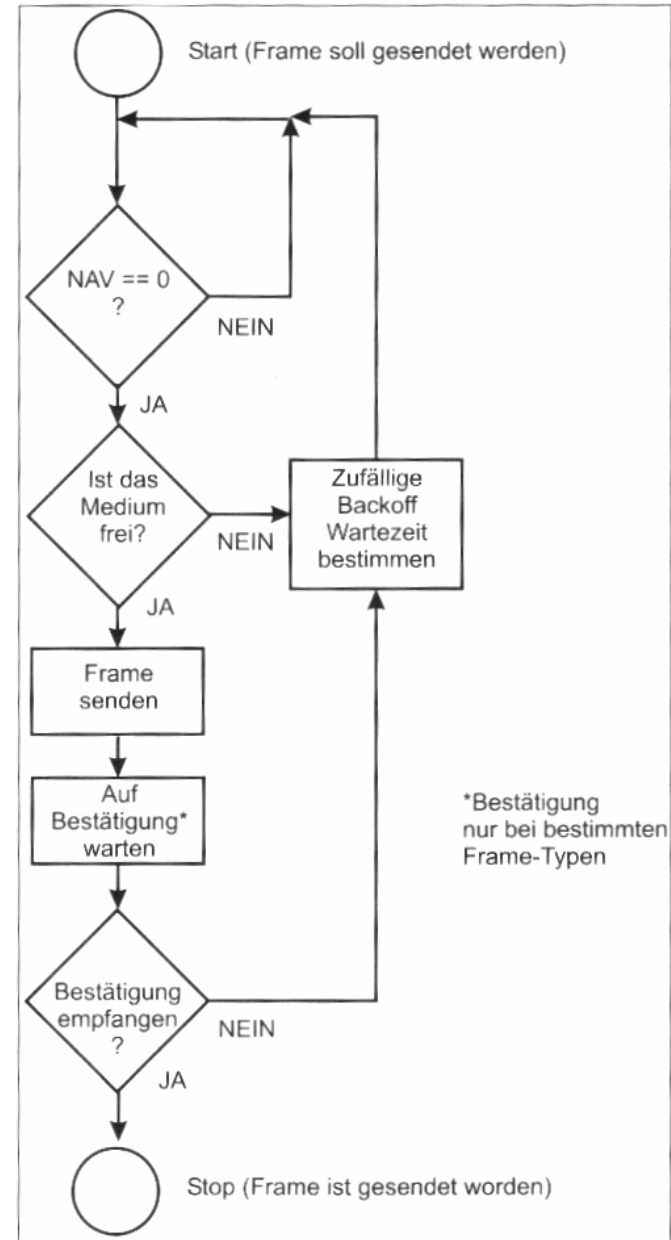 Start (Frame soll gesendet werden)
NAV == 0
?
NEIN
JA
Ist das
Medium
frei?
NEIN
JA
Zufällige
Backoff
Wartezeit
bestimmen
Frame
senden
Auf
Bestätigung*
warten
*Bestätigung
nur bei bestimmten
Frame-Typen
Bestätigung
empfangen
?
NEIN
JA
Stop (Frame ist gesendet worden)